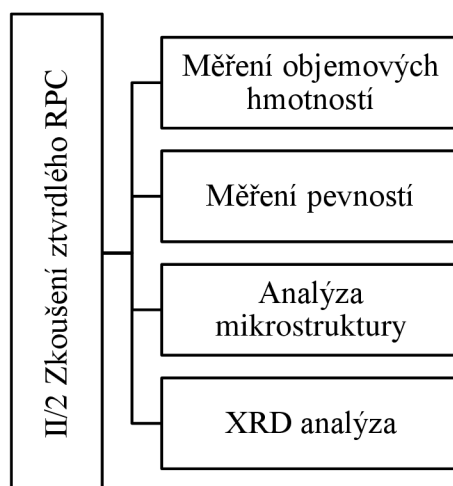 II/2 Zkoušení ztvrdlého RPC
Měření objemových
hmotností
Měření pevností
Analýza
mikrostruktury
XRD analýza